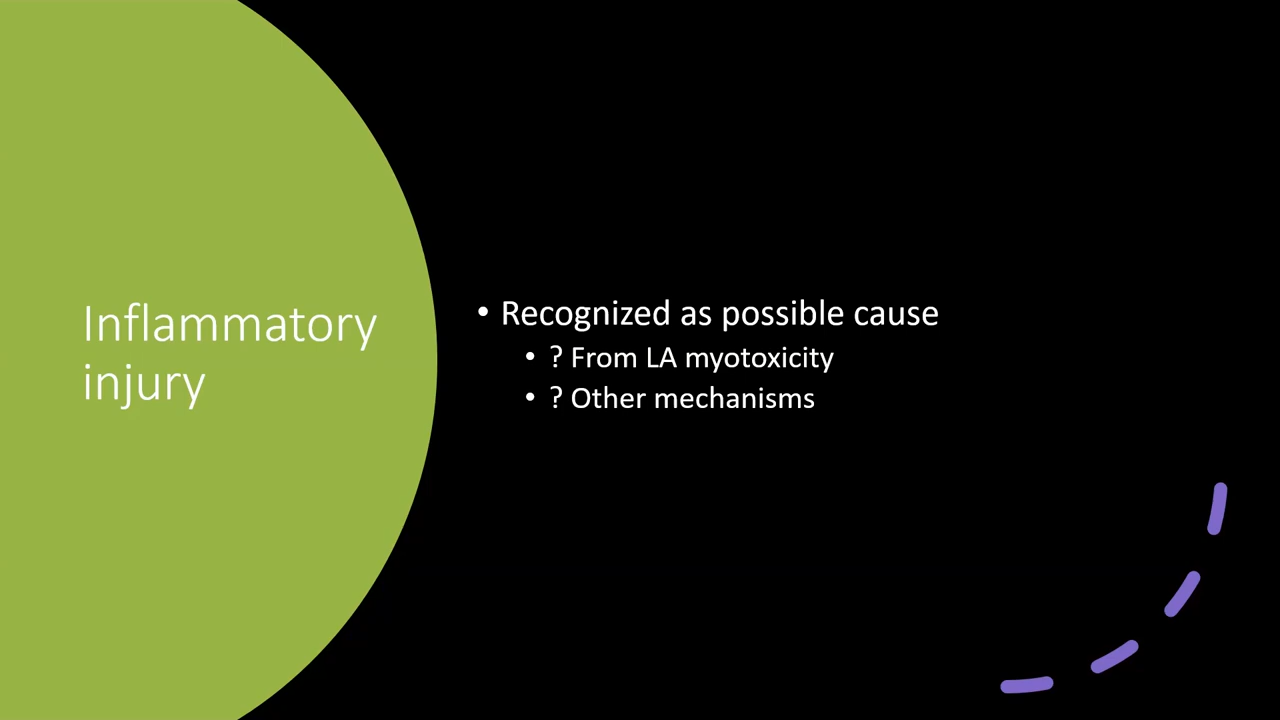 Inflammatory
injury
• Recognized as possible cause
• ? From LA myotoxicity
• ? Other mechanisms